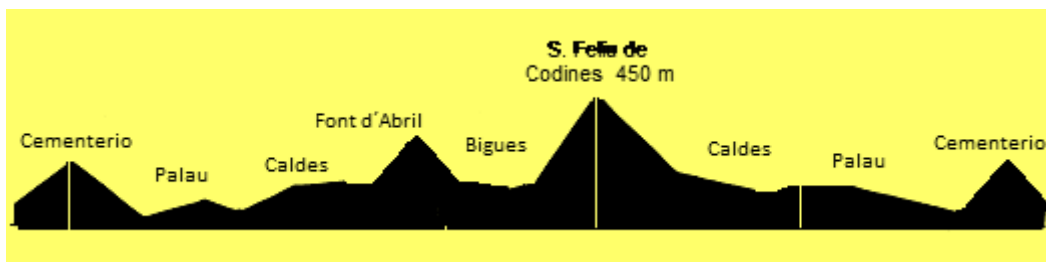 S. Feliu de
Codines 450 m
Font d´Abril
Cementerio
Bigues
Caldes
Cementerio
Caldes
Palau
Palau